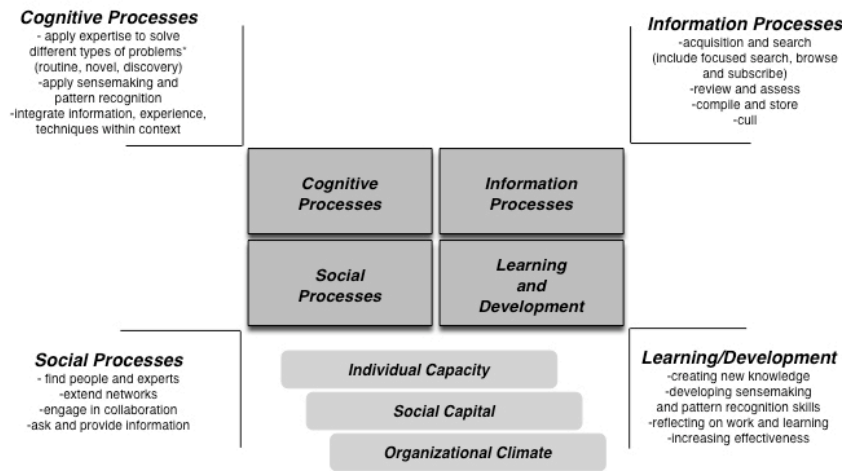 Cognitive Processes
- apply expertise to solve
different types of problems*
(routine, novel, discovery)
-apply sensemaking and
pattern recognition
-integrate information, experience,
techniques within context
Information Processes
-acquisition and search
(include focused search, browse
and subscribe)
-review and assess
-compile and store
-cull
Cognitive
Processes
Information
Processes
Social
Processes
Learning
and
Development
Social Processes
- find people and experts
-extend networks
-engage in collaboration
-ask and provide information
Individual Capacity
Social Capital
Organizational Climate
Learning/Development
-creating new knowledge
-developing sensemaking
and pattern recognition skills
-reflecting on work and learning
-increasing effectiveness